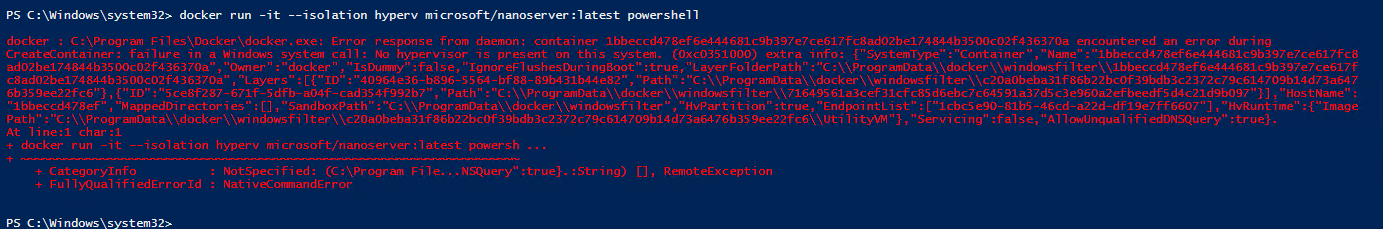 PS C:\Windows\system32> docker run -it --isolation hyperv microsoft/nanoserver:latest powershell
docker : C:\Program Files\Docker\docker.exe: Error response from daemon: container 1bbeccd478ef6e444681c9b397e7ce617fc8ad02be174844b3500c02f436370a encountered an error during
CreateContainer: failure in a Windows system call: No hypervisor is present on this system. (0xc0351000) extra info: {"SystemType":"Container","Name":"1bbeccd478ef6e444681c9b397e7ce617fc8
ad02be174844b3500c02f436370a","Owner":"docker","IsDummy":false,"IgnoreFlushesDuringBoot":true,"LayerFolderPath":"C:\\ProgramData\\docker\\windowsfilter\\1bbeccd478ef6e444681c9b397e7ce617f
c8ad02be174844b3500c02f436370a","Layers":[{"ID":"40964e36-b896-5564-bf88-89b431b44e82","Path":"C:\\ProgramData\\docker\\windowsfilter\\c20a0beba31f86b22bc0f39bdb3c2372c79c614709b14d73a647
6b359ee22fc6"},{"ID":"5ce8f287-671f-5dfb-a04f-cad354f992b7","Path":"C:\\ProgramData\\docker\\windowsfilter\\71649561a3cef31cfc85d6ebc7c64591a37d5c3e960a2efbeedf5d4c21d9b097"}],"HostName":
"1bbeccd478ef","MappedDirectories":[],"SandboxPath":"C:\\ProgramData\\docker\\windowsfilter","HvPartition":true,"EndpointList":["1cbc5e90-81b5-46cd-a22d-df19e7ff6607"],"HvRuntime":{"Image
Path":"C:\\ProgramData\\docker\\windowsfilter\\c20a0beba31f86b22bc0f39bdb3c2372c79c614709b14d73a6476b359ee22fc6\\UtilityVM"},"Servicing":false,"AllowUnqualifiedDNSQuery":true}.
At line:1 char:1
+ docker run -it --isolation hyperv microsoft/nanoserver:latest powersh ...
+ ~~~~~~~~~~~~~~~~~~~~~~~~~~~~~~~~~~~~~~~~~~~~~~~~~~~~~~~~~~~~~~~~~~~~~
    + CategoryInfo          : NotSpecified: (C:\Program File...NSQuery":true}.:String) [], RemoteException
    + FullyQualifiedErrorId : NativeCommandError
PS C:\Windows\system32>